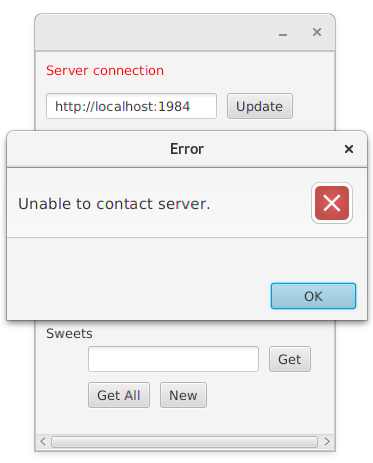 Server connection
http://localhost:1984 Update
Error
Unable to contact server.
OK
Sweets
Get
Get All New